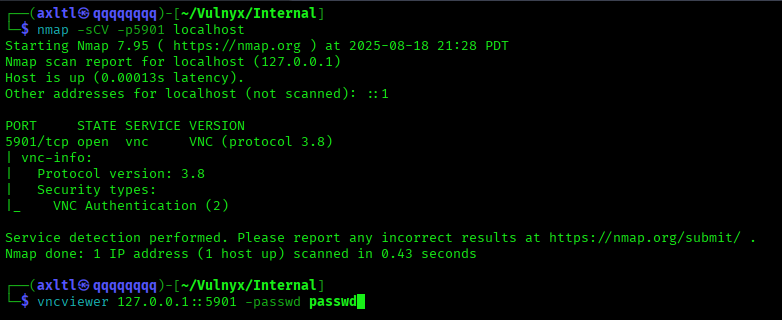 ┌──(axltl㉿qqqqqqqq)-[~/Vulnyx/Internal]
└─$ nmap -sCV -p5901 localhost
Starting Nmap 7.95 ( https://nmap.org ) at 2025-08-18 21:28 PDT
Nmap scan report for localhost (127.0.0.1)
Host is up (0.00013s latency).
Other addresses for localhost (not scanned): ::1
PORT     STATE SERVICE VERSION
5901/tcp open  vnc     VNC (protocol 3.8)
| vnc-info:
|   Protocol version: 3.8
|   Security types:
|_    VNC Authentication (2)
Service detection performed. Please report any incorrect results at https://nmap.org/submit/ .
Nmap done: 1 IP address (1 host up) scanned in 0.43 seconds
┌──(axltl㉿qqqqqqqq)-[~/Vulnyx/Internal]
└─$ vncviewer 127.0.0.1::5901 -passwd passwd